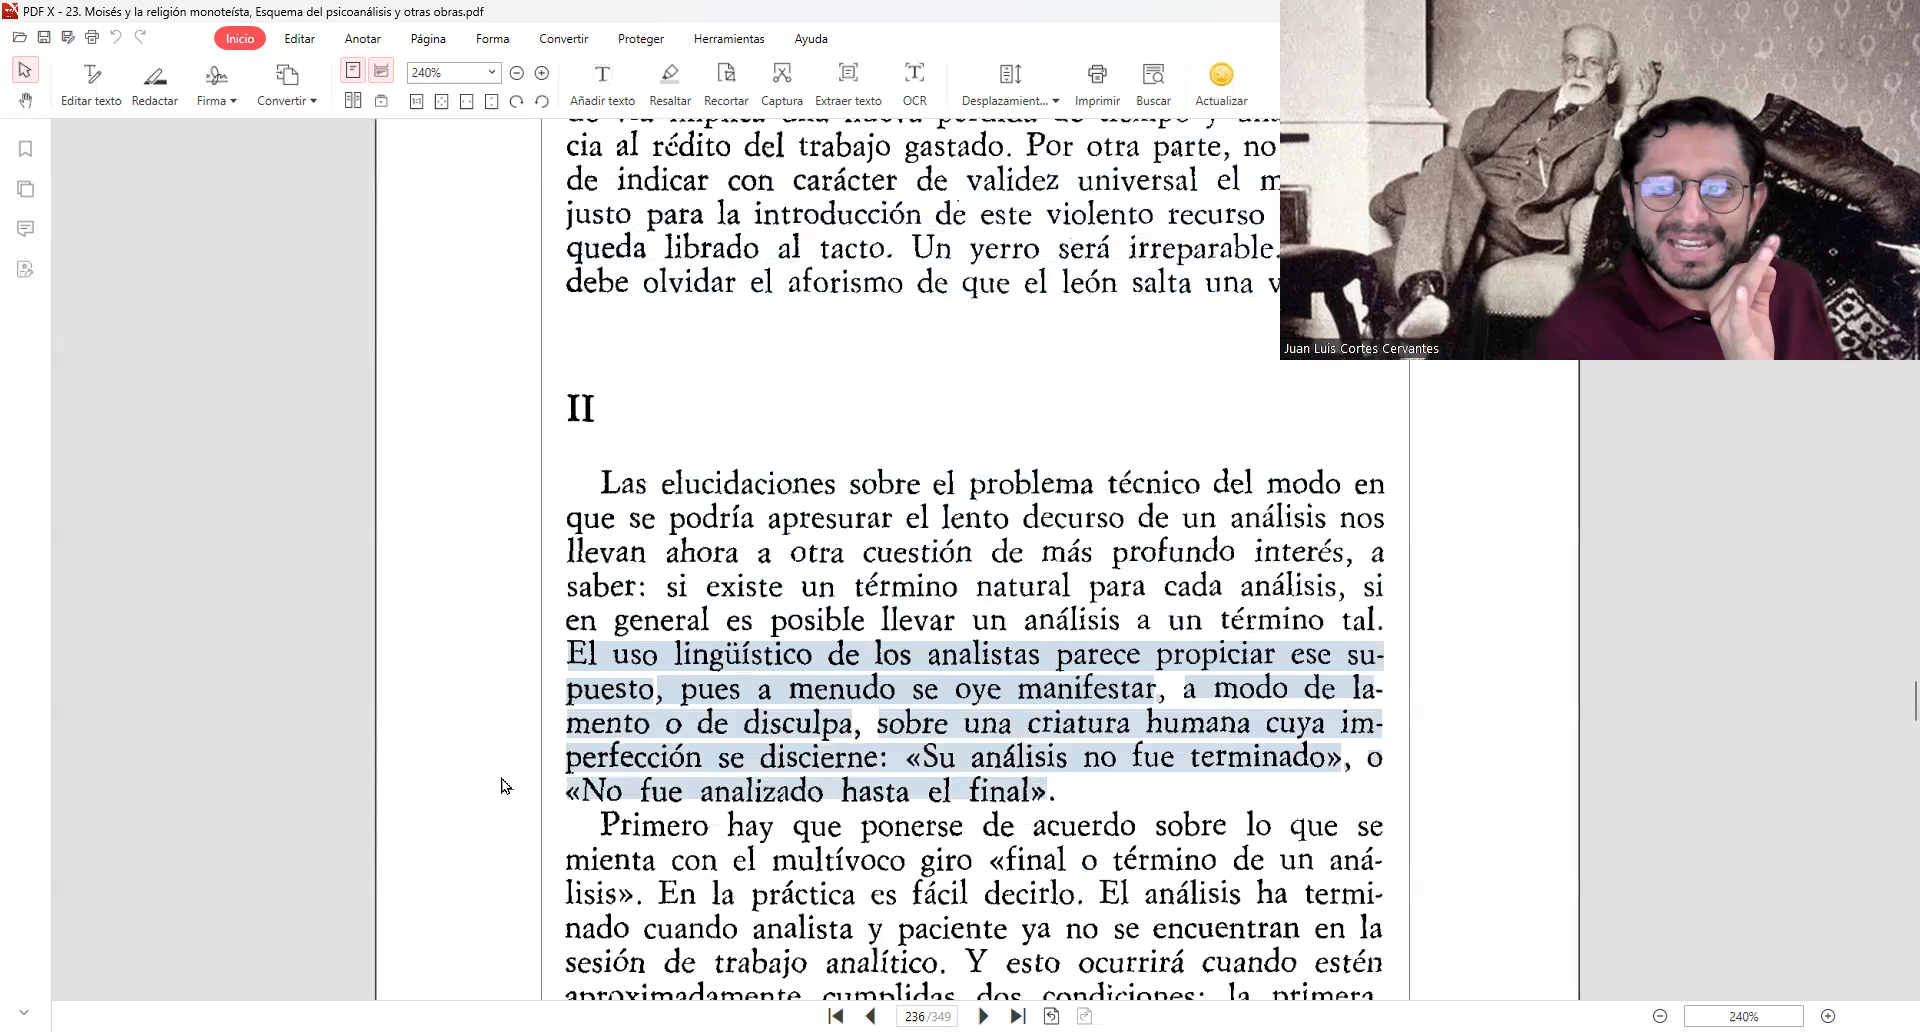 PDF X - 23. Moisés y la religión monoteísta, Esquema del psicoanálisis y otras obras.pdf
Inicio Editar Anotar Página Forma Convertir Proteger Herramientas Ayuda
240%
Editar texto Redactar Firma Convertir Añadir texto Resaltar Recortar Captura Extraer texto OCR Desplazamient... Imprimir Buscar Actualizar
cia al rédito del trabajo gastado. Por otra parte, no
de indicar con carácter de validez universal el
justo para la introducción de este violento recurso
queda librado al tacto. Un yerro será irreparable.
debe olvidar el aforismo de que el león salta una
Juan Luis Cortes Cervantes
II
Las elucidaciones sobre el problema técnico del modo en
que se podría apresurar el lento decurso de un análisis nos
llevan ahora a otra cuestión de más profundo interés, a
saber: si existe un término natural para cada análisis, si
en general es posible llevar un análisis a un término tal.
El uso lingüístico de los analistas parece propiciar ese su-
puesto, pues a menudo se oye manifestar, a modo de la-
mento o de disculpa, sobre una criatura humana cuya im-
perfección se discierne: «Su análisis no fue terminado», o
«No fue analizado hasta el final».
Primero hay que ponerse de acuerdo sobre lo que se
mienta con el multívoco giro «final o término de un aná-
lisis». En la práctica es fácil decirlo. El análisis ha termi-
nado cuando analista y paciente ya no se encuentran en la
sesión de trabajo analítico. Y esto ocurrirá cuando estén
aproximadamente cumplidas dos condiciones: la primera,
236/349
240%